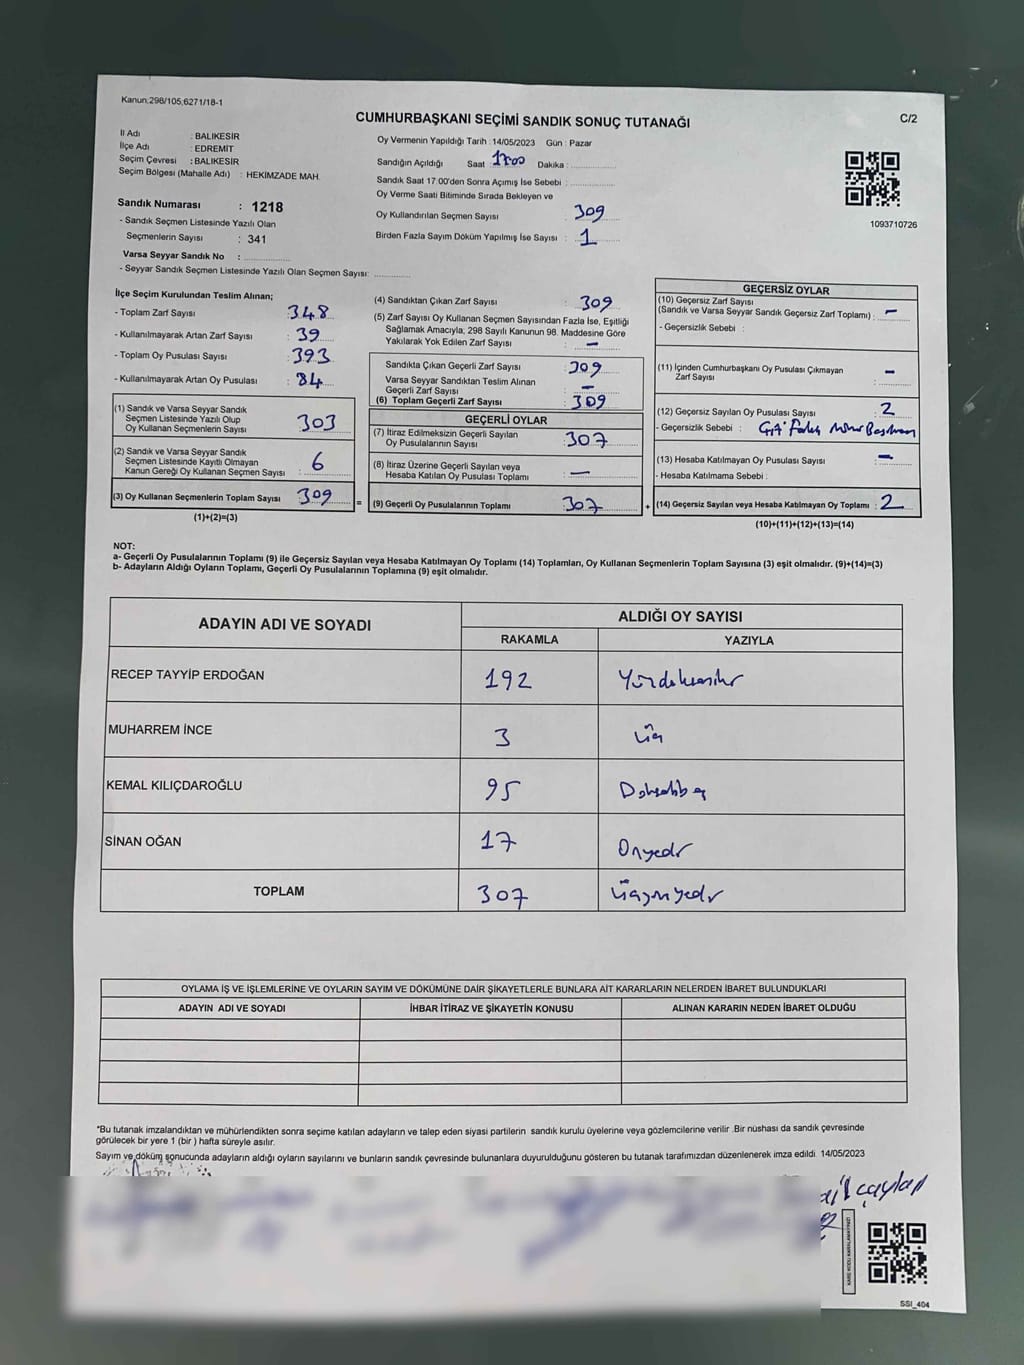 Kanun;298/105,6271/18-1
CUMHURBAŞKANI SEÇİMİ SANDIK SONUÇ TUTANAĞI
C/2
İl Adı : BALIKESİR
İlçe Adı : EDREMİT
Seçim Çevresi : BALIKESİR
Seçim Bölgesi (Mahalle Adı) : HEKİMZADE MAH.
Sandık Numarası : 1218
- Sandık Seçmen Listesinde Yazılı Olan
Seçmenlerin Sayısı : 341
Varsa Seyyar Sandık No :
- Seyyar Sandık Seçmen Listesinde Yazılı Olan Seçmen Sayısı:
Oy Vermenin Yapıldığı Tarih : 14/05/2023 Gün : Pazar
Sandığın Açıldığı Saat 17:00 Dakika :
Sandık Saat 17:00'den Sonra Açımış İse Sebebi :
Oy Verme Saati Bitiminde Sırada Bekleyen ve
Oy Kullandırılan Seçmen Sayısı 309
Birden Fazla Sayım Döküm Yapılmış İse Sayısı : 1
1093710726
İlçe Seçim Kurulundan Teslim Alınan;
- Toplam Zarf Sayısı : 348
- Kullanılmayarak Artan Zarf Sayısı : 39
- Toplam Oy Pusulası Sayısı : 393
- Kullanılmayarak Artan Oy Pusulası : 84
(1) Sandık ve Varsa Seyyar Sandık
Seçmen Listesinde Yazılı Olup
Oy Kullanan Seçmenlerin Sayısı : 303
(2) Sandık ve Varsa Seyyar Sandık
Seçmen Listesinde Kayıtlı Olmayan
Kanun Gereği Oy Kullanan Seçmen Sayısı : 6
(3) Oy Kullanan Seçmenlerin Toplam Sayısı : 309
(1)+(2)=(3)
=
(4) Sandıktan Çıkan Zarf Sayısı : 309
(5) Zarf Sayısı Oy Kullanan Seçmen Sayısından Fazla İse, Eşitliği
Sağlamak Amacıyla, 298 Sayılı Kanunun 98. Maddesine Göre
Yakılarak Yok Edilen Zarf Sayısı : -
Sandıkta Çıkan Geçerli Zarf Sayısı : 309
Varsa Seyyar Sandıktan Teslim Alınan
Geçerli Zarf Sayısı : -
(6) Toplam Geçerli Zarf Sayısı : 309
GEÇERLİ OYLAR
(7) İtiraz Edilmeksizin Geçerli Sayılan
Oy Pusulalarının Sayısı : 307
(8) İtiraz Üzerine Geçerli Sayılan veya
Hesaba Katılan Oy Pusulası Toplamı : -
(9) Geçerli Oy Pusulalarının Toplamı : 307
+
GEÇERSİZ OYLAR
(10) Geçersiz Zarf Sayısı
(Sandık ve Varsa Seyyar Sandık Geçersiz Zarf Toplamı) : -
- Geçersizlik Sebebi :
(11) İçinden Cumhurbaşkanı Oy Pusulası Çıkmayan
Zarf Sayısı : -
(12) Geçersiz Sayılan Oy Pusulası Sayısı : 2
- Geçersizlik Sebebi :
(13) Hesaba Katılmayan Oy Pusulası Sayısı : -
- Hesaba Katılmama Sebebi :
(14) Geçersiz Sayılan veya Hesaba Katılmayan Oy Toplamı : 2
(10)+(11)+(12)+(13)=(14)
NOT:
a- Geçerli Oy Pusulalarının Toplamı (9) ile Geçersiz Sayılan veya Hesaba Katılmayan Oy Toplamı (14) Toplamları, Oy Kullanan Seçmenlerin Toplam Sayısına (3) eşit olmalıdır. (9)+(14)=(3)
b- Adayların Aldığı Oyların Toplamı, Geçerli Oy Pusulalarının Toplamına (9) eşit olmalıdır.
ADAYIN ADI VE SOYADI
ALDIĞI OY SAYISI
RAKAMLA YAZIYLA
RECEP TAYYİP ERDOĞAN 192 Yüzdoksaniki
MUHARREM İNCE 3 Üç
KEMAL KILIÇDAROĞLU 95 Doksanbeş
SİNAN OĞAN 17 Onyedi
TOPLAM 307 Üçyüzyedi
OYLAMA İŞ VE İŞLEMLERİNE VE OYLARIN SAYIM VE DÖKÜMÜNE DAİR ŞİKAYETLERLE BUNLARA AİT KARARLARIN NELERDEN İBARET BULUNDUKLARI
ADAYIN ADI VE SOYADI İHBAR İTİRAZ VE ŞİKAYETİN KONUSU ALINAN KARARIN NEDEN İBARET OLDUĞU
*Bu tutanak imzalandıktan ve mühürlendikten sonra seçime katılan adayların ve talep eden siyasi partilerin sandık kurulu üyelerine veya gözlemcilerine verilir .Bir nüshası da sandık çevresinde
görülecek bir yere 1 (bir ) hafta süreyle asılır.
Sayım ve döküm sonucunda adayların aldığı oyların sayılarını ve bunların sandık çevresinde bulunanlara duyurulduğunu gösteren bu tutanak tarafımızdan düzenlenerek imza edildi. 14/05/2023
KARE KODU KARALAMAYINIZ!
SSI_404